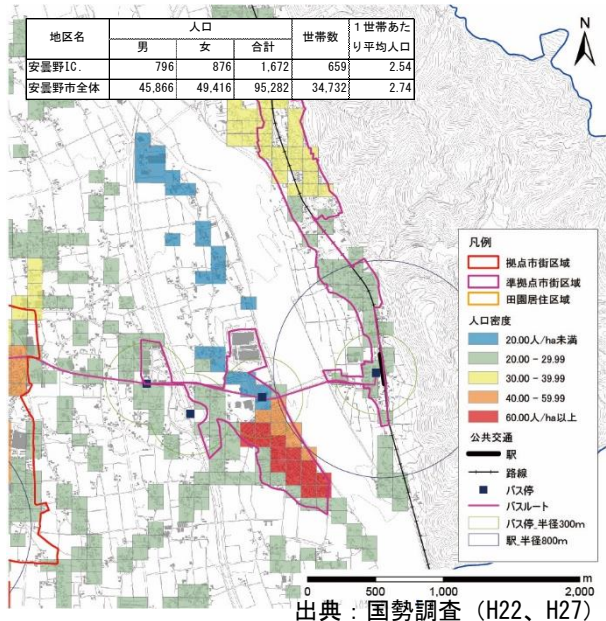 地区名 人口 世帯数 1世帯あたり平均人口
男 女 合計
安曇野IC. 796 876 1,672 659 2.54
安曇野市全体 45,866 49,416 95,282 34,732 2.74
N
凡例
拠点市街区域
準拠点市街区域
田園居住区域
人口密度
20.00人/ha未満
20.00 - 29.99
30.00 - 39.99
40.00 - 59.99
60.00人/ha以上
公共交通
駅
路線
バス停
バスルート
バス停_半径300m
駅_半径800m
m
0 500 1,000 2,000
出典：国勢調査（H22、H27）